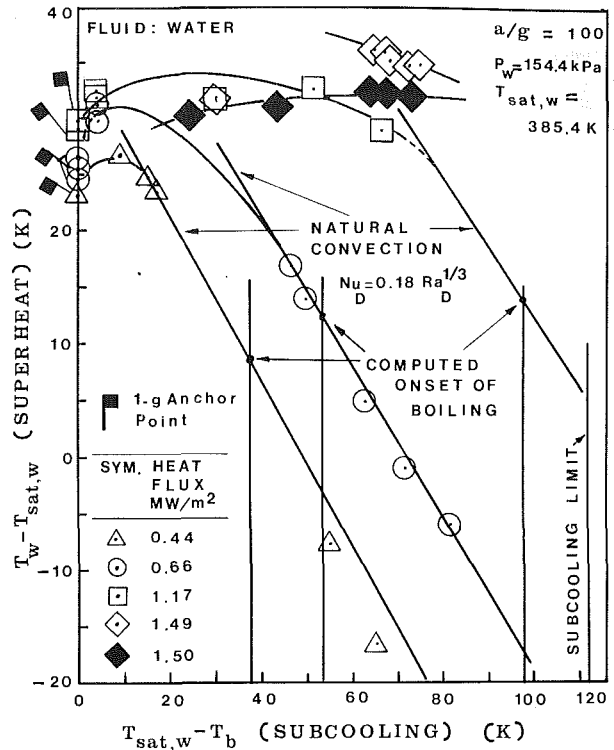 FLUID: WATER
a/g = 100
P_w=154.4kPa
T_sat,w =
385.4 K
NATURAL
CONVECTION
Nu_D=0.18 Ra_D^1/3
COMPUTED
ONSET OF
BOILING
1-g Anchor
Point
SYM. HEAT
FLUX
MW/m²
0.44
0.66
1.17
1.49
1.50
SUBCOOLING LIMIT
T_w-T_sat,w (SUPERHEAT) (K)
40
20
10
0
-10
-20
0
20
40
60
80
100
120
T_sat,w-T_b (SUBCOOLING) (K)